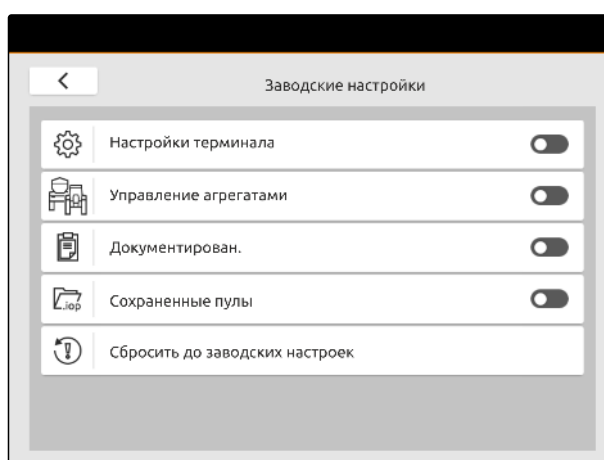 Заводские настройки
Настройки терминала
Управление агрегатами
Документирован.
.iop
Сохраненные пулы
Сбросить до заводских настроек